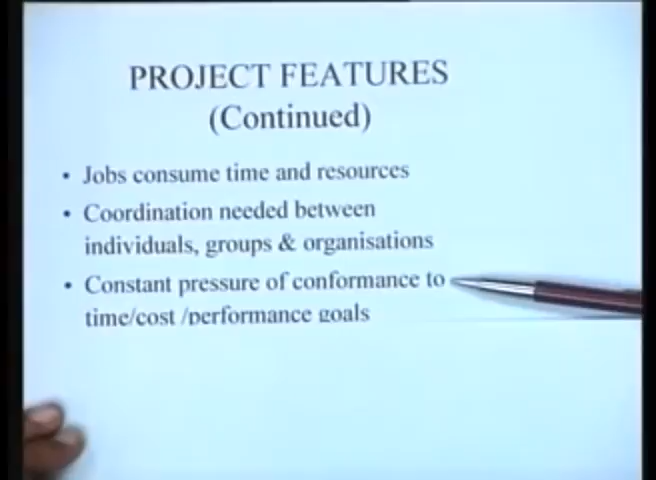 PROJECT FEATURES
(Continued)
• Jobs consume time and resources
• Coordination needed between
individuals, groups & organisations
• Constant pressure of conformance to
time/cost /performance goals